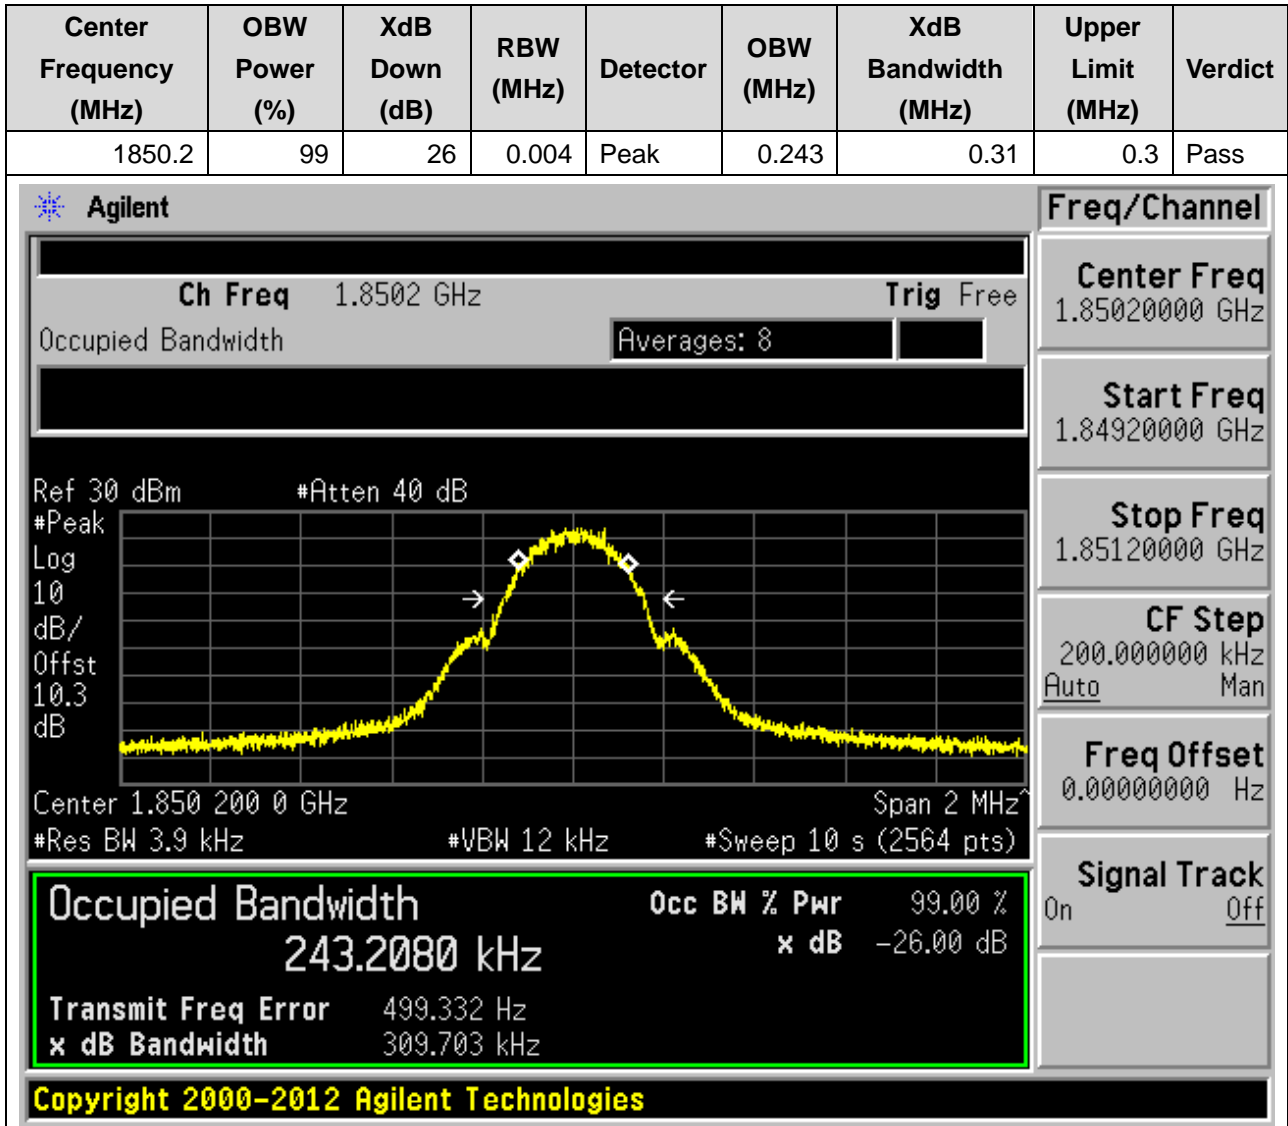 Center Frequency (MHz) OBW Power (%) XdB Down (dB) RBW (MHz) Detector OBW (MHz) XdB Bandwidth (MHz) Upper Limit (MHz) Verdict
1850.2 99 26 0.004 Peak 0.243 0.31 0.3 Pass
Agilent
Freq/Channel
Ch Freq 1.8502 GHz Trig Free
Occupied Bandwidth Averages: 8
Center Freq
1.85020000 GHz
Start Freq
1.84920000 GHz
Stop Freq
1.85120000 GHz
CF Step
200.000000 kHz
Auto Man
Freq Offset
0.00000000 Hz
Signal Track
On Off
Ref 30 dBm #Atten 40 dB
#Peak
Log
10
dB/
Offst
10.3
dB
Center 1.850 200 0 GHz Span 2 MHz^
#Res BW 3.9 kHz #VBW 12 kHz #Sweep 10 s (2564 pts)
Occupied Bandwidth Occ BW % Pwr 99.00 %
243.2080 kHz x dB -26.00 dB
Transmit Freq Error 499.332 Hz
x dB Bandwidth 309.703 kHz
Copyright 2000-2012 Agilent Technologies